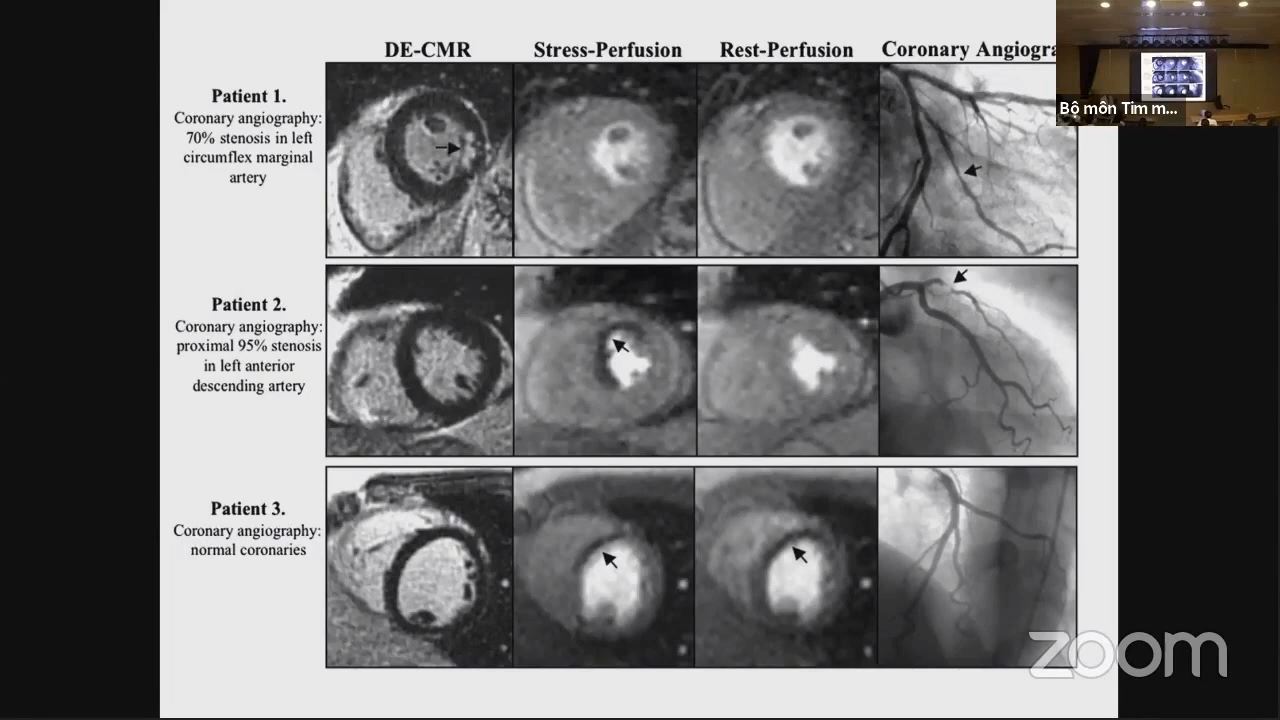 DE-CMR
Stress-Perfusion
Rest-Perfusion
Coronary Angiogra
Bộ môn Tim m...
Patient 1.
Coronary angiography:
70% stenosis in left
circumflex marginal
artery
Patient 2.
Coronary angiography:
proximal 95% stenosis
in left anterior
descending artery
Patient 3.
Coronary angiography:
normal coronaries
zoom